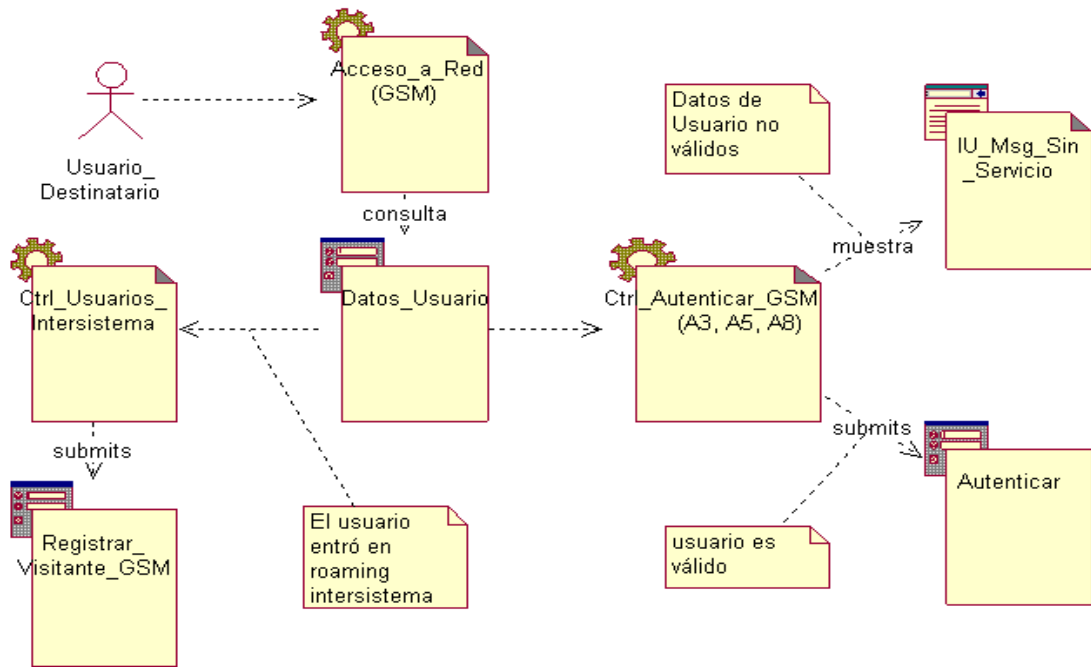 Acceso_a_Red
(GSM)
Usuario_
Destinatario
Datos de
Usuario no
válidos
IU_Msg_Sin
_Servicio
consulta
muestra
Ctrl_Usuarios_
Intersistema
Datos_Usuario
Ctrl_Autenticar_GSM
(A3, A5, A8)
submits
submits
Autenticar
Registrar_
Visitante_GSM
El usuario
entró en
roaming
intersistema
usuario es
válido